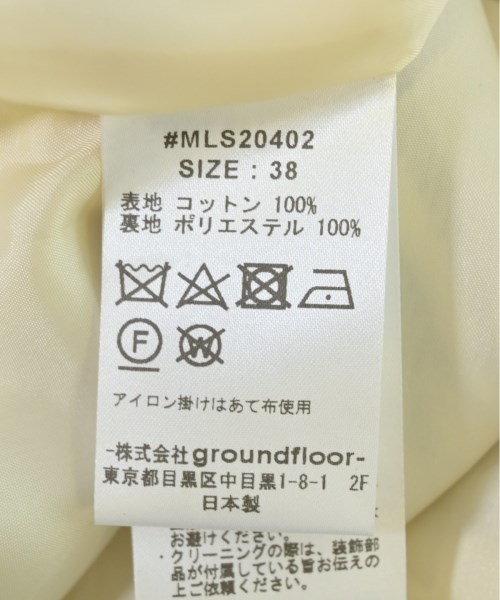 #MLS20402
SIZE : 38
表地 コットン 100%
裏地 ポリエステル 100%
F
W
アイロン掛けはあて布使用
-株式会社groundfloor-
東京都目黒区中目黒1-8-1 2F
日本製
お避けください。
・クリーニングの際は、装飾部
品が付属している旨お伝えの
上ご依頼ください。